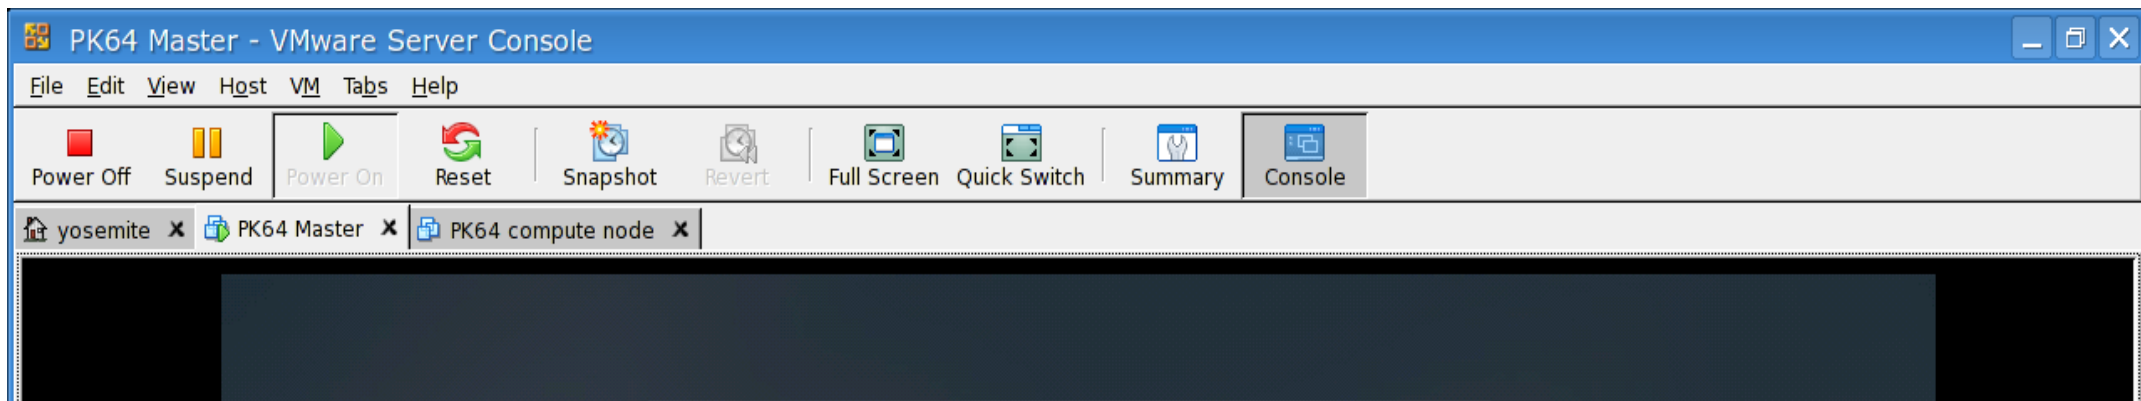 PK64 Master - VMware Server Console
File Edit View Host VM Tabs Help
Power Off Suspend Power On Reset Snapshot Revert Full Screen Quick Switch Summary Console
yosemite PK64 Master PK64 compute node